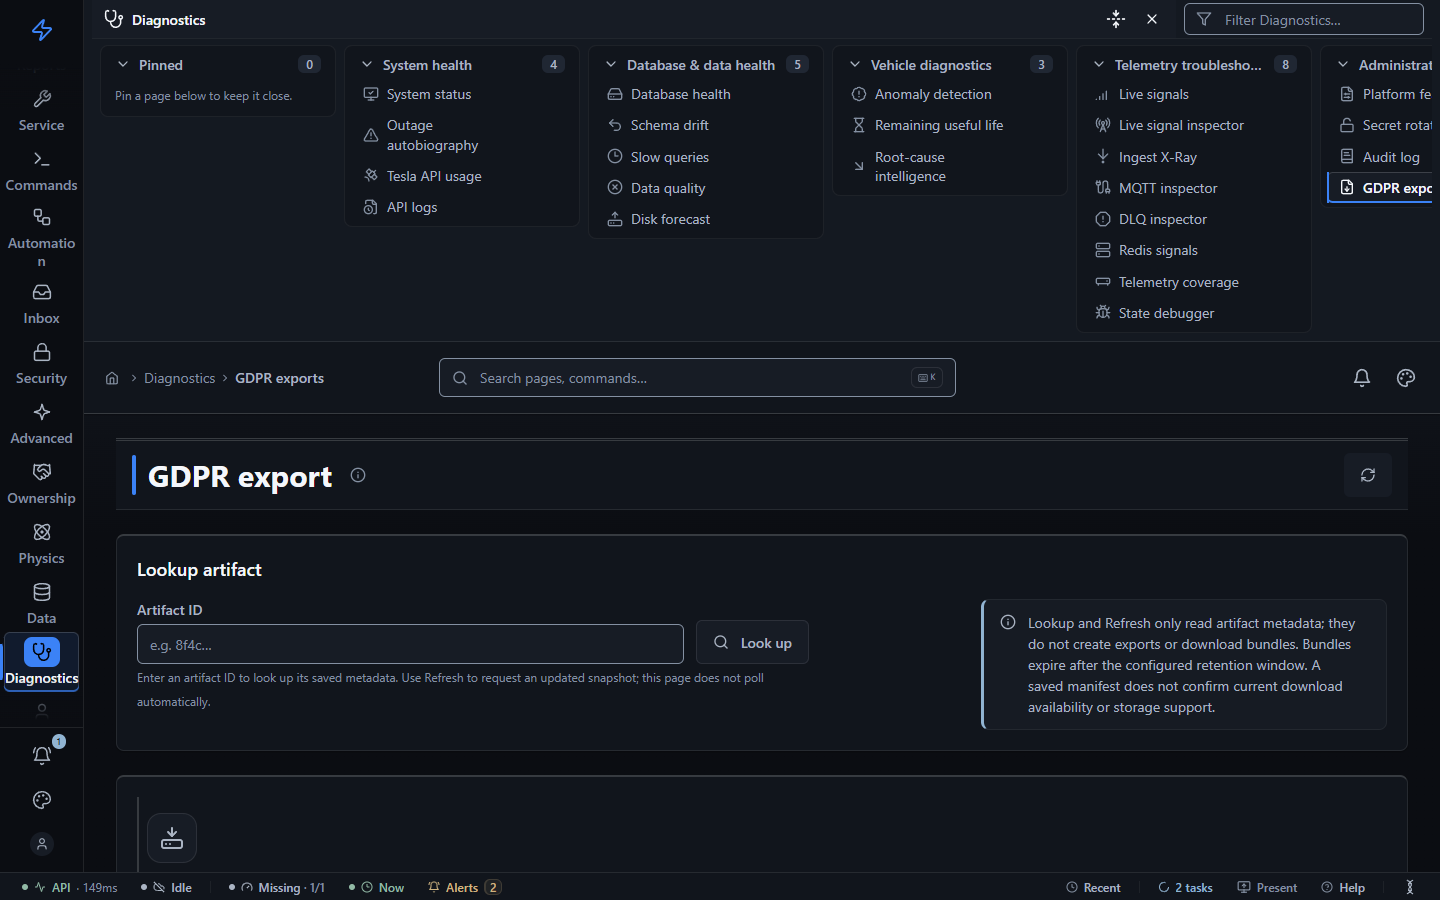 Diagnostics
Filter Diagnostics...
Pinned 0
Pin a page below to keep it close.
System health 4
System status
Outage
autobiography
Tesla API usage
API logs
Database & data health 5
Database health
Schema drift
Slow queries
Data quality
Disk forecast
Vehicle diagnostics 3
Anomaly detection
Remaining useful life
Root-cause
intelligence
Telemetry troublesho... 8
Live signals
Live signal inspector
Ingest X-Ray
MQTT inspector
DLQ inspector
Redis signals
Telemetry coverage
State debugger
Administrat
Platform fe
Secret rotat
Audit log
GDPR expo
Service
Commands
Automatio
n
Inbox
Security
Advanced
Ownership
Physics
Data
Diagnostics
1
Diagnostics
GDPR exports
Search pages, commands...
K
GDPR export
Lookup artifact
Artifact ID
e.g. 8f4c...
Look up
Enter an artifact ID to look up its saved metadata. Use Refresh to request an updated snapshot; this page does not poll
automatically.
Lookup and Refresh only read artifact metadata; they
do not create exports or download bundles. Bundles
expire after the configured retention window. A
saved manifest does not confirm current download
availability or storage support.
API · 149ms
Idle
Missing · 1/1
Now
Alerts 2
Recent
2 tasks
Present
Help